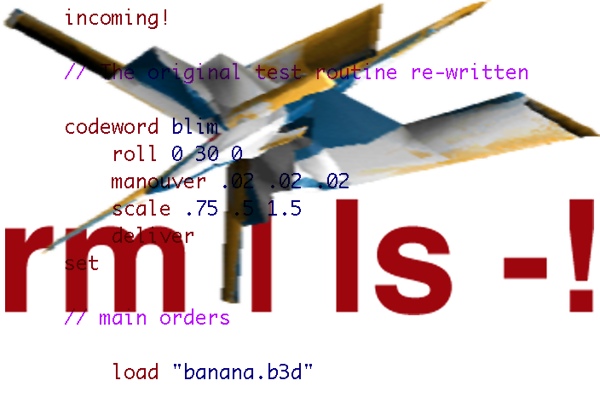 incoming!
// The original test routine re-written
codeword blim
roll 0 30 0
manouver .02 .02 .02
scale .75 .5 1.5
deliver
set
rm l ls -!
// main orders
load "banana.b3d"